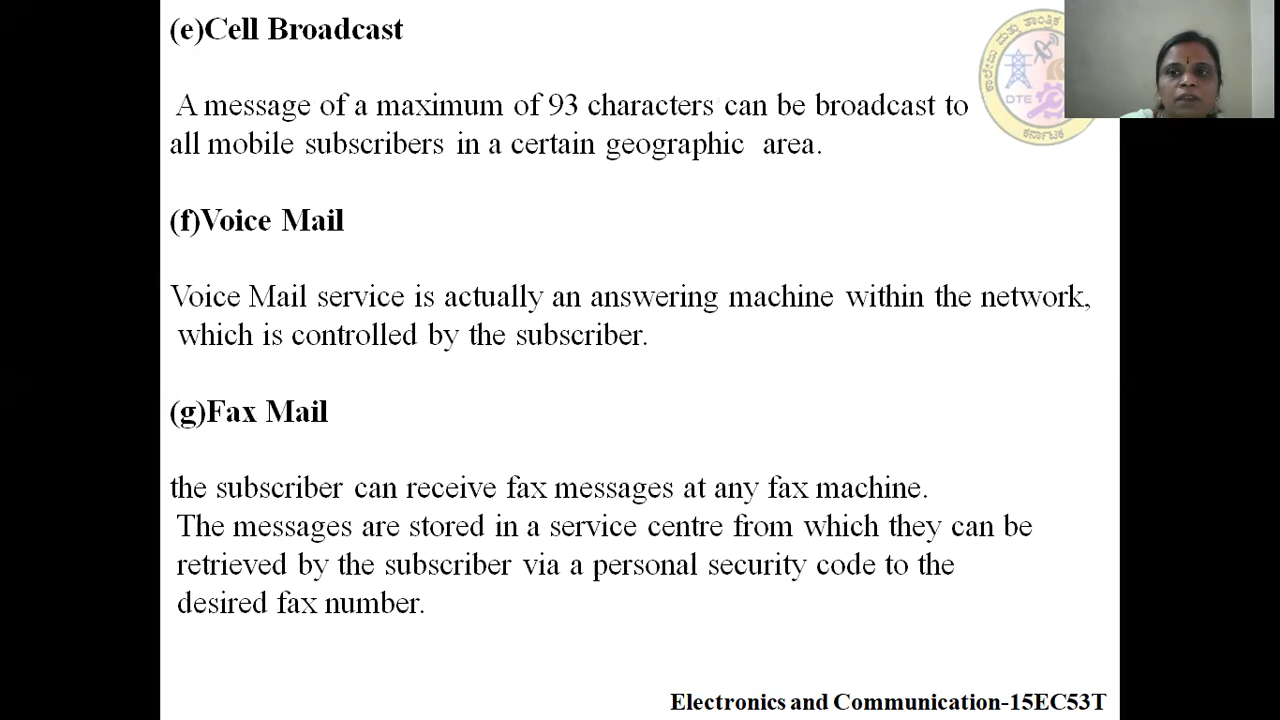 (e)Cell Broadcast
A message of a maximum of 93 characters can be broadcast to
all mobile subscribers in a certain geographic area.
(f)Voice Mail
Voice Mail service is actually an answering machine within the network,
which is controlled by the subscriber.
(g)Fax Mail
the subscriber can receive fax messages at any fax machine.
The messages are stored in a service centre from which they can be
retrieved by the subscriber via a personal security code to the
desired fax number.
Electronics and Communication-15EC53T
ಕಾಲೇಜು ಮತ್ತು ತಾಂತ್ರಿಕ
DTE
ಕರ್ನಾಟಕ